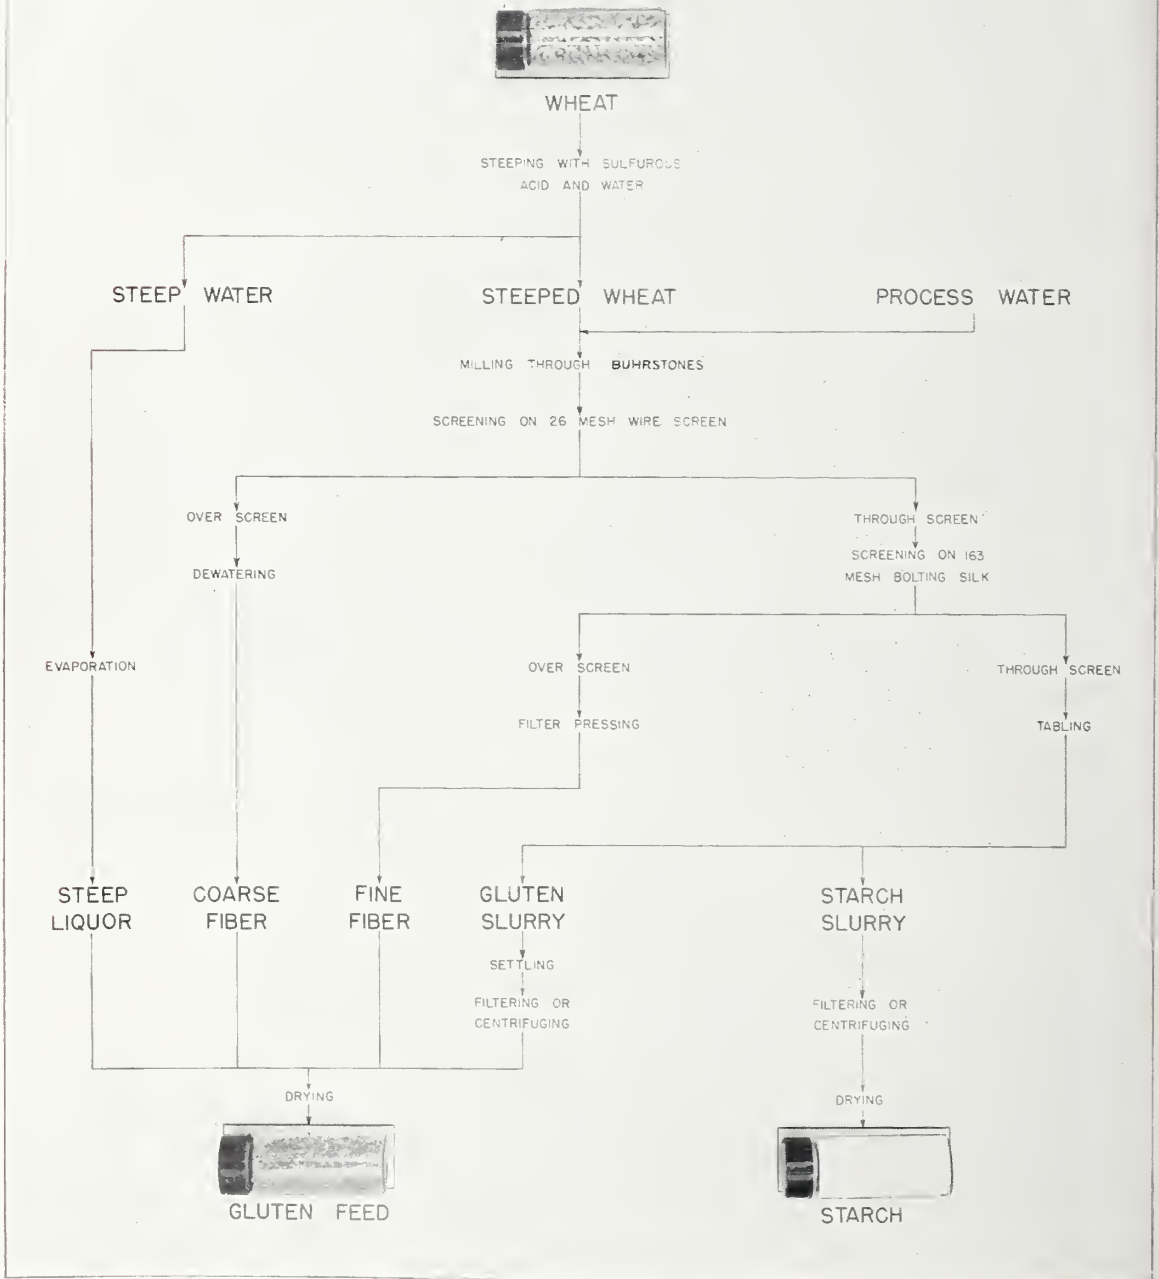 WHEAT
STEEPING WITH SULFUROUS
ACID AND WATER
STEEP WATER
STEEPED WHEAT
PROCESS WATER
MILLING THROUGH BUHRSTONES
SCREENING ON 26 MESH WIRE SCREEN
OVER SCREEN
THROUGH SCREEN
DEWATERING
SCREENING ON 163
MESH BOLTING SILK
EVAPORATION
OVER SCREEN
THROUGH SCREEN
FILTER PRESSING
TABLING
STEEP
LIQUOR
COARSE
FIBER
FINE
FIBER
GLUTEN
SLURRY
STARCH
SLURRY
SETTLING
FILTERING OR
CENTRIFUGING
FILTERING OR
CENTRIFUGING
DRYING
DRYING
GLUTEN FEED
STARCH